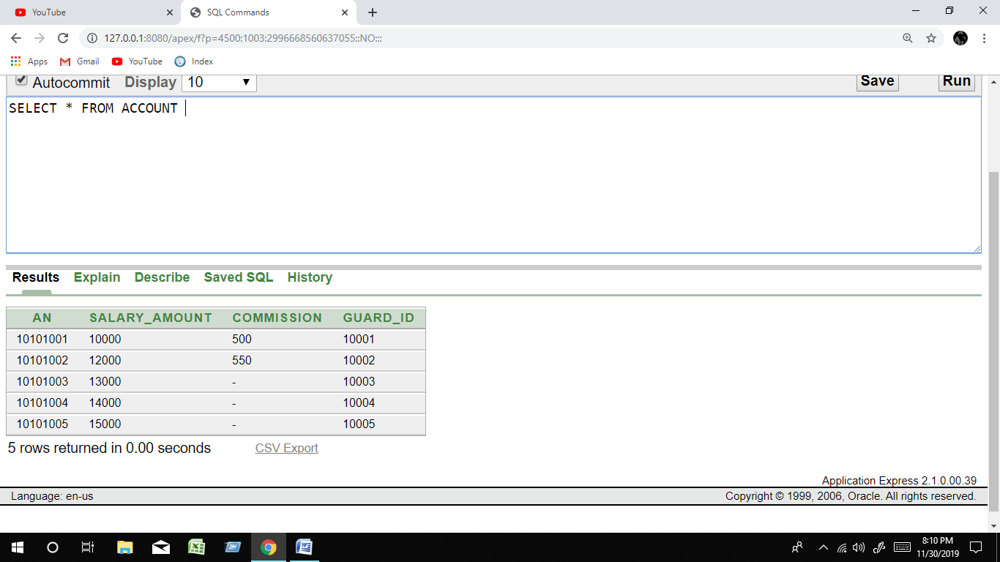 YouTube
SQL Commands
127.0.0.1:8080/apex/f?p=4500:1003:2996668560637055::NO:::
Apps Gmail YouTube Index
Autocommit Display 10 Save Run
SELECT * FROM ACCOUNT
Results Explain Describe Saved SQL History
AN SALARY_AMOUNT COMMISSION GUARD_ID
10101001 10000 500 10001
10101002 12000 550 10002
10101003 13000 - 10003
10101004 14000 - 10004
10101005 15000 - 10005
5 rows returned in 0.00 seconds CSV Export
Application Express 2.1.0.00.39
Language: en-us Copyright © 1999, 2006, Oracle. All rights reserved.
8:10 PM
11/30/2019